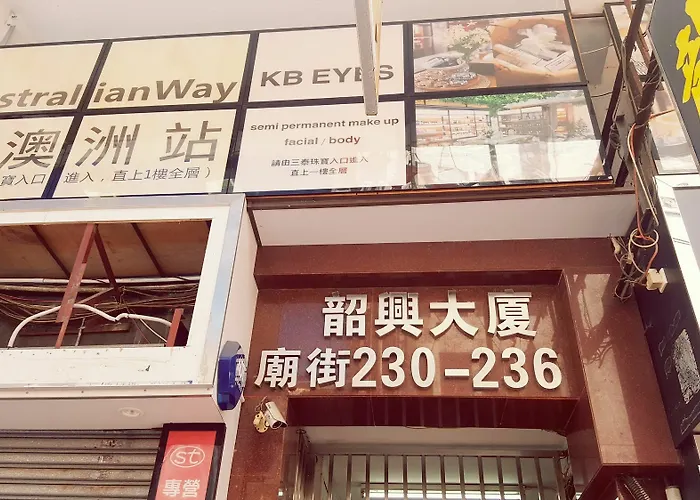 AustralianWay
KB EYES
澳洲站
寶入口進入，直上1樓全層）
semi permanent make up
facial / body
請由三泰珠寶入口進入
直上一樓全層
韶興大廈
廟街230-236
st
專營